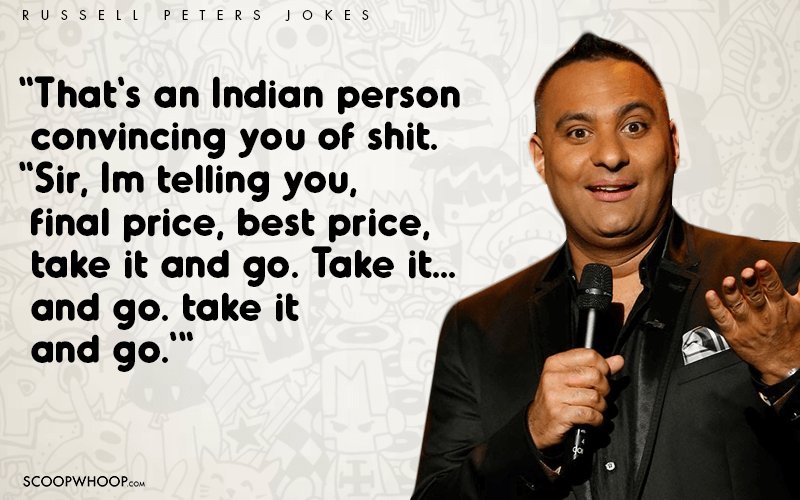 RUSSELL PETERS JOKES
"That's an Indian person
convincing you of shit.
"Sir, Im telling you,
final price, best price,
take it and go. Take it...
and go. take it
and go.'"
SCOOPWHOOP.COM